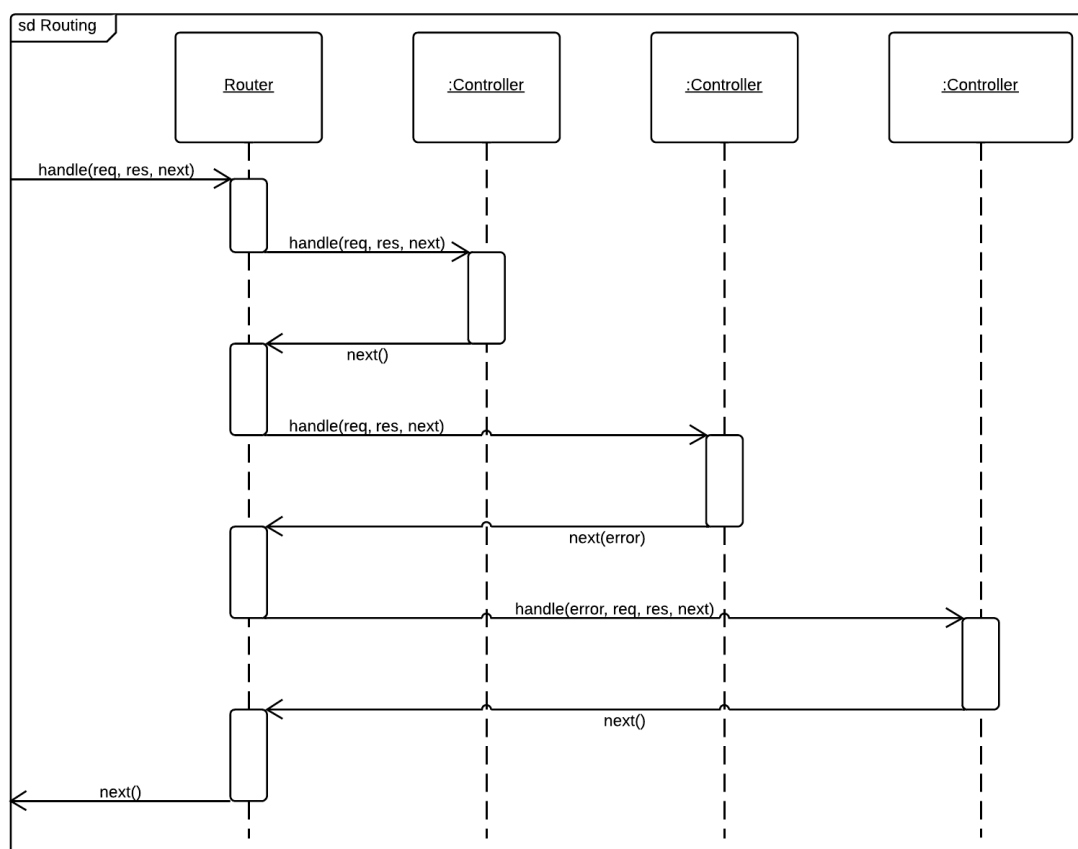 sd Routing
Router
:Controller
:Controller
:Controller
handle(req, res, next)
handle(req, res, next)
next()
handle(req, res, next)
next(error)
handle(error, req, res, next)
next()
next()